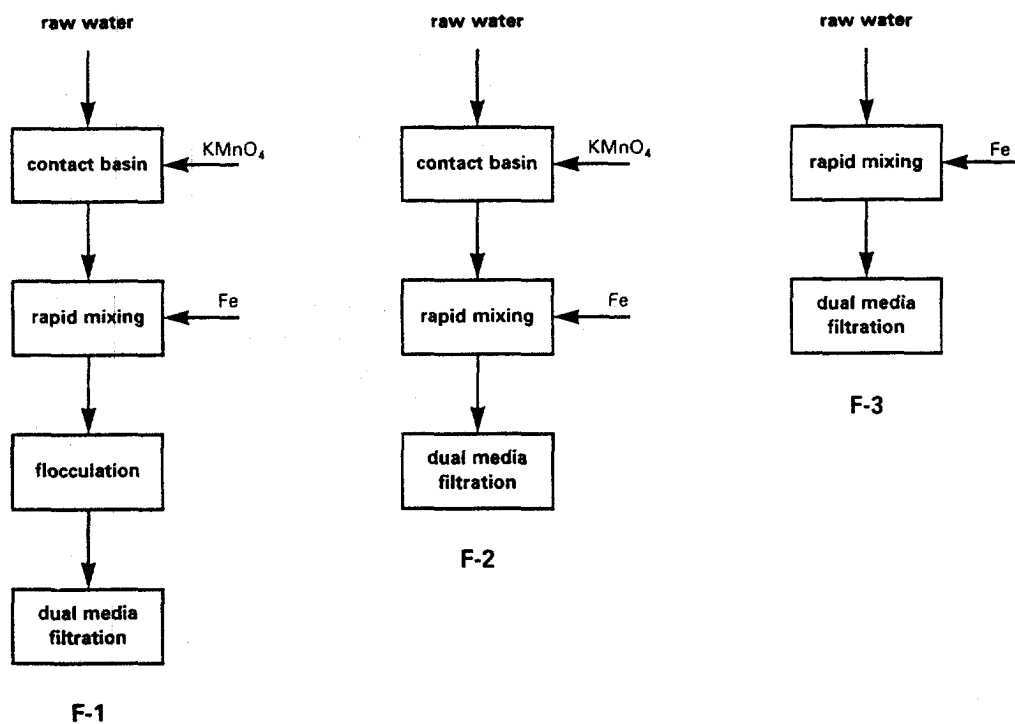 raw water
contact basin
KMnO₄
rapid mixing
Fe
flocculation
dual media
filtration
F-1
raw water
contact basin
KMnO₄
rapid mixing
Fe
dual media
filtration
F-2
raw water
rapid mixing
Fe
dual media
filtration
F-3